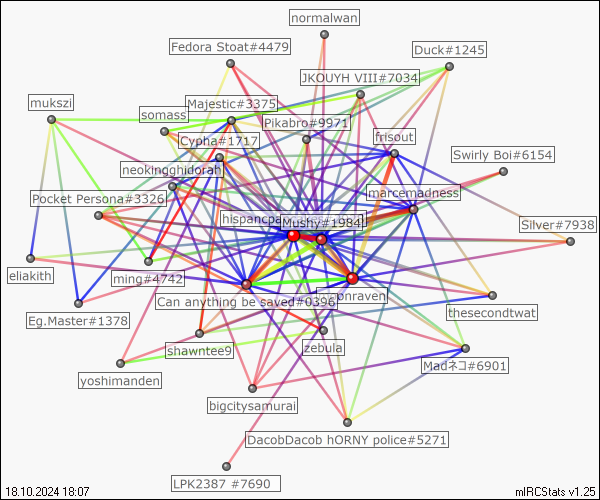 normalwan
Fedora Stoat#4479
Duck#1245
JKOUYH VIII#7034
mukszi
Majestic#3375
somass
Pikabro#9971
frisout
Cypha#1717
Swirly Boi#6154
neokingghidorah
marcemadness
Pocket Persona#3326
hispancpa
Mushy#1984
Silver#7938
eliakith
ming#4742
Can anything be saved#0396
onraven
thesecondtwat
Eg.Master#1378
shawntee9
zebula
Madネコ#6901
yoshimanden
bigcitysamurai
DacobDacob hORNY police#5271
LPK2387 #7690
18.10.2024 18:07
mIRCStats v1.25